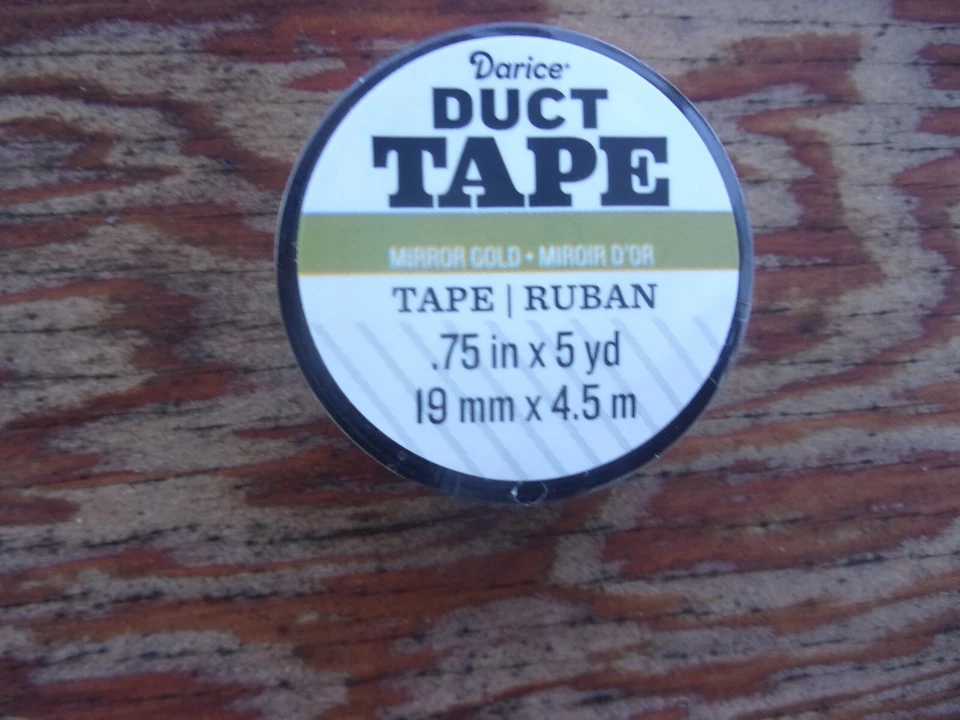 Darice
DUCT
TAPE
MIRROR GOLD • MIROIR D'OR
TAPE | RUBAN
.75 in x 5 yd
19 mm x 4.5 m